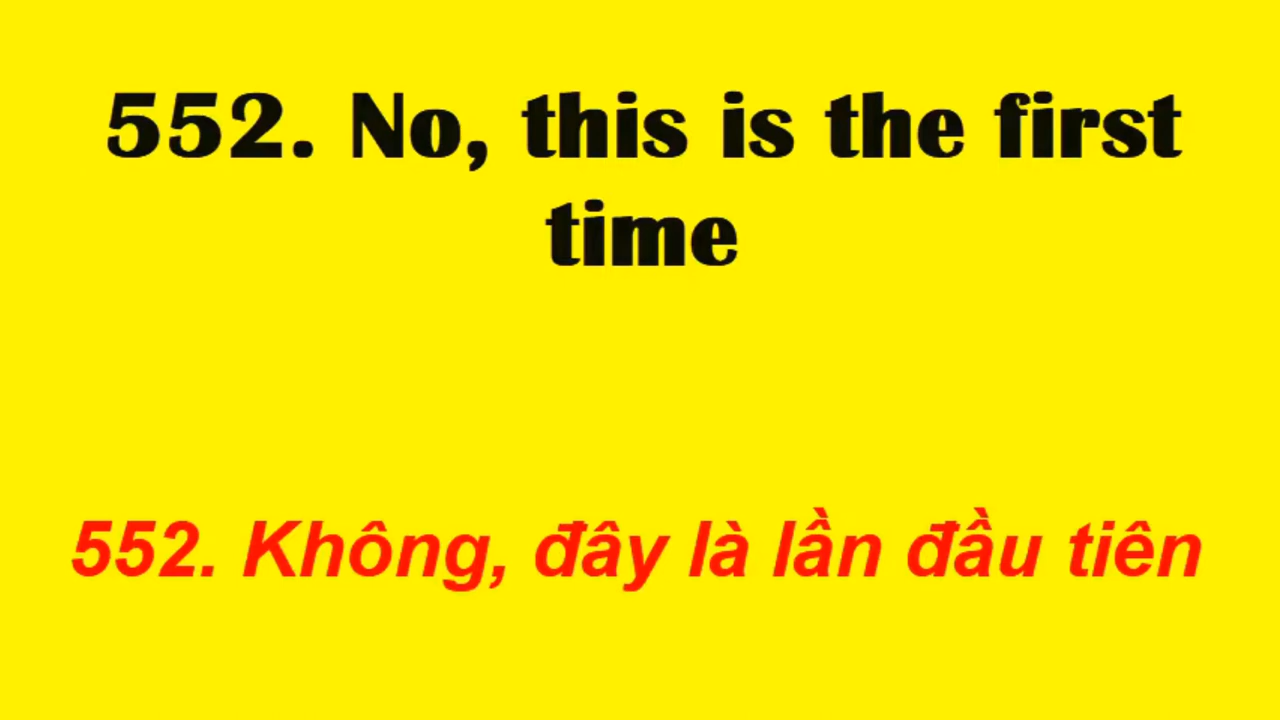 552. No, this is the first
time
552. Không, đây là lần đầu tiên